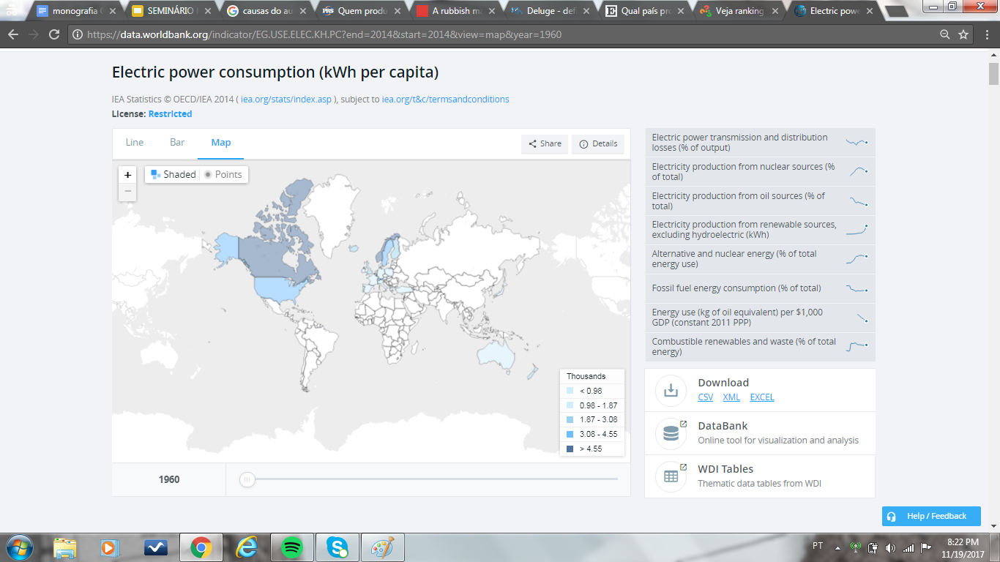 monografia
SEMINÁRIO
causas do au
Quem produ
A rubbish m
Deluge - def
Qual país pr
Veja ranking
Electric powe
https://data.worldbank.org/indicator/EG.USE.ELEC.KH.PC?end=2014&start=2014&view=map&year=1960
Electric power consumption (kWh per capita)
IEA Statistics © OECD/IEA 2014 ( iea.org/stats/index.asp ), subject to iea.org/t&c/termsandconditions
License: Restricted
Line Bar Map Share Details
+ Shaded Points
−
Thousands
< 0.98
0.98 - 1.87
1.87 - 3.08
3.08 - 4.55
> 4.55
1960
Electric power transmission and distribution
losses (% of output)
Electricity production from nuclear sources (%
of total)
Electricity production from oil sources (% of
total)
Electricity production from renewable sources,
excluding hydroelectric (kWh)
Alternative and nuclear energy (% of total
energy use)
Fossil fuel energy consumption (% of total)
Energy use (kg of oil equivalent) per $1,000
GDP (constant 2011 PPP)
Combustible renewables and waste (% of total
energy)
Download
CSV XML EXCEL
DataBank
Online tool for visualization and analysis
WDI Tables
Thematic data tables from WDI
Help / Feedback
PT
8:22 PM
11/19/2017